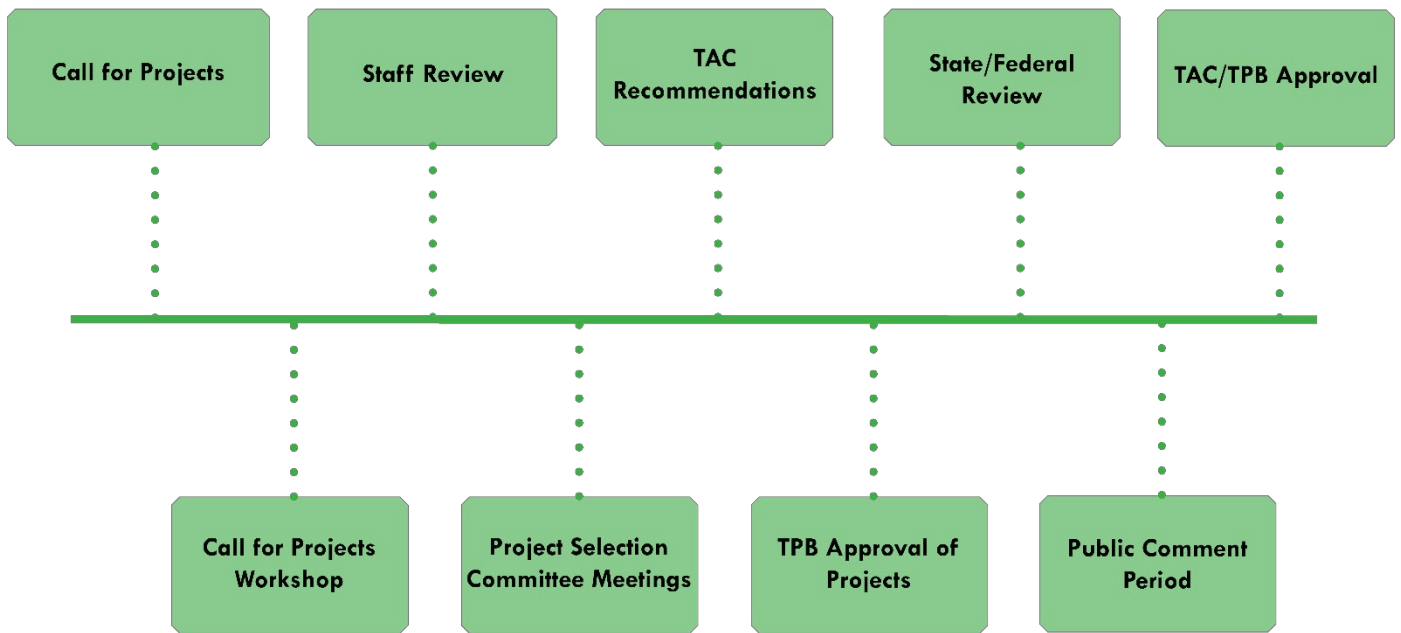 Call for Projects
Staff Review
TAC
Recommendations
State/Federal
Review
TAC/TPB Approval
Call for Projects
Workshop
Project Selection
Committee Meetings
TPB Approval of
Projects
Public Comment
Period